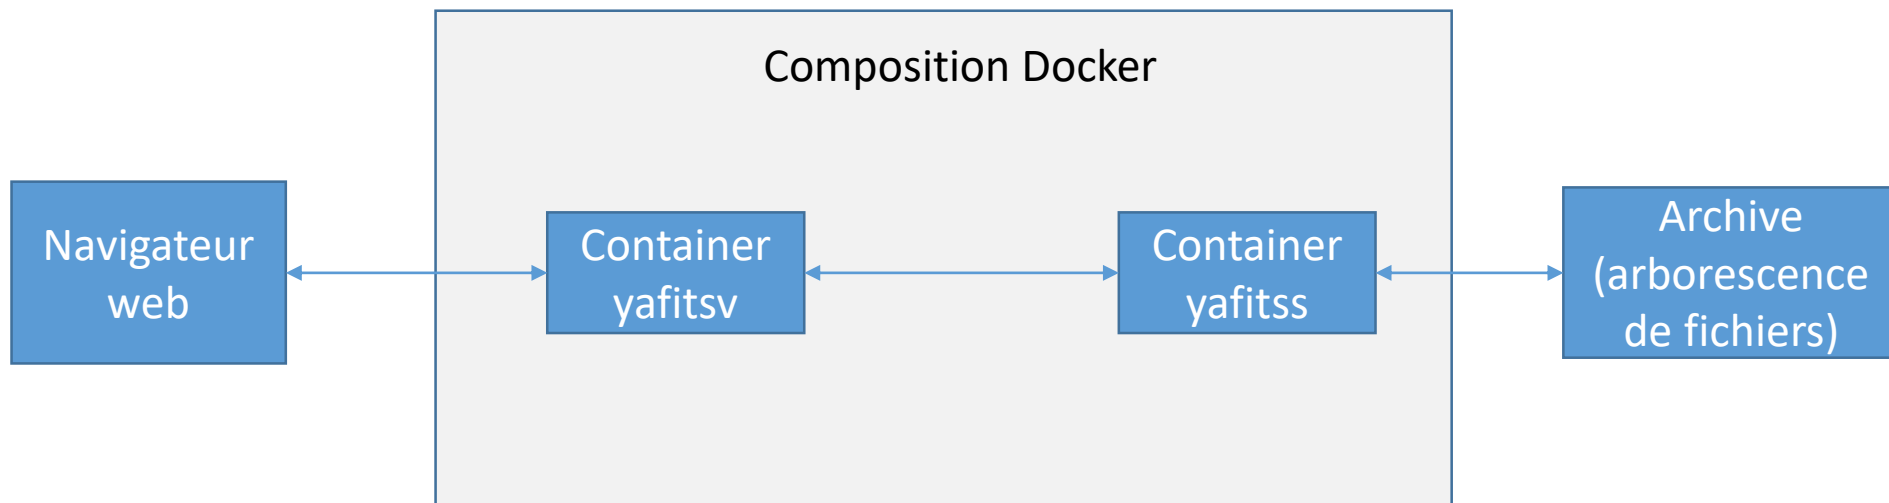 Composition Docker
Navigateur
web
Container
yafitsv
Container
yafitss
Archive
(arborescence
de fichiers)